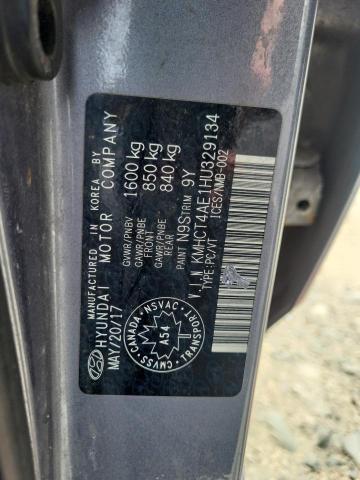 MANUFACTURED IN KOREA BY
HYUNDAI MOTOR COMPANY
MAY/20/17
GVWR/PNBV 1600 kg
GAWR/PNBE FRONT 850 kg
GAWR/PNBE REAR 840 kg
PAINT N9S TRIM 9Y
ICES/NMB-002
V.I.N KMHCT4AE1HU329134
TYPE:PC/VT
CANADA NSVAC
A54
CMVSS TRANSPORT